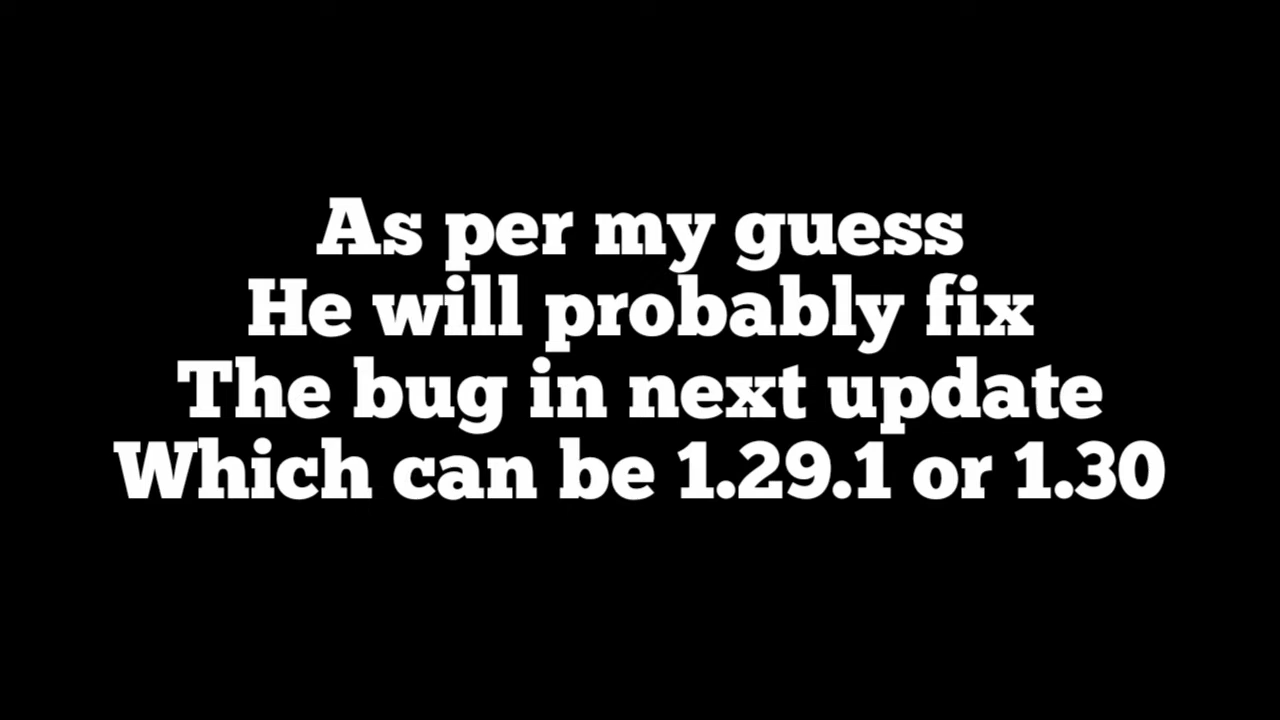 As per my guess
He will probably fix
The bug in next update
Which can be 1.29.1 or 1.30